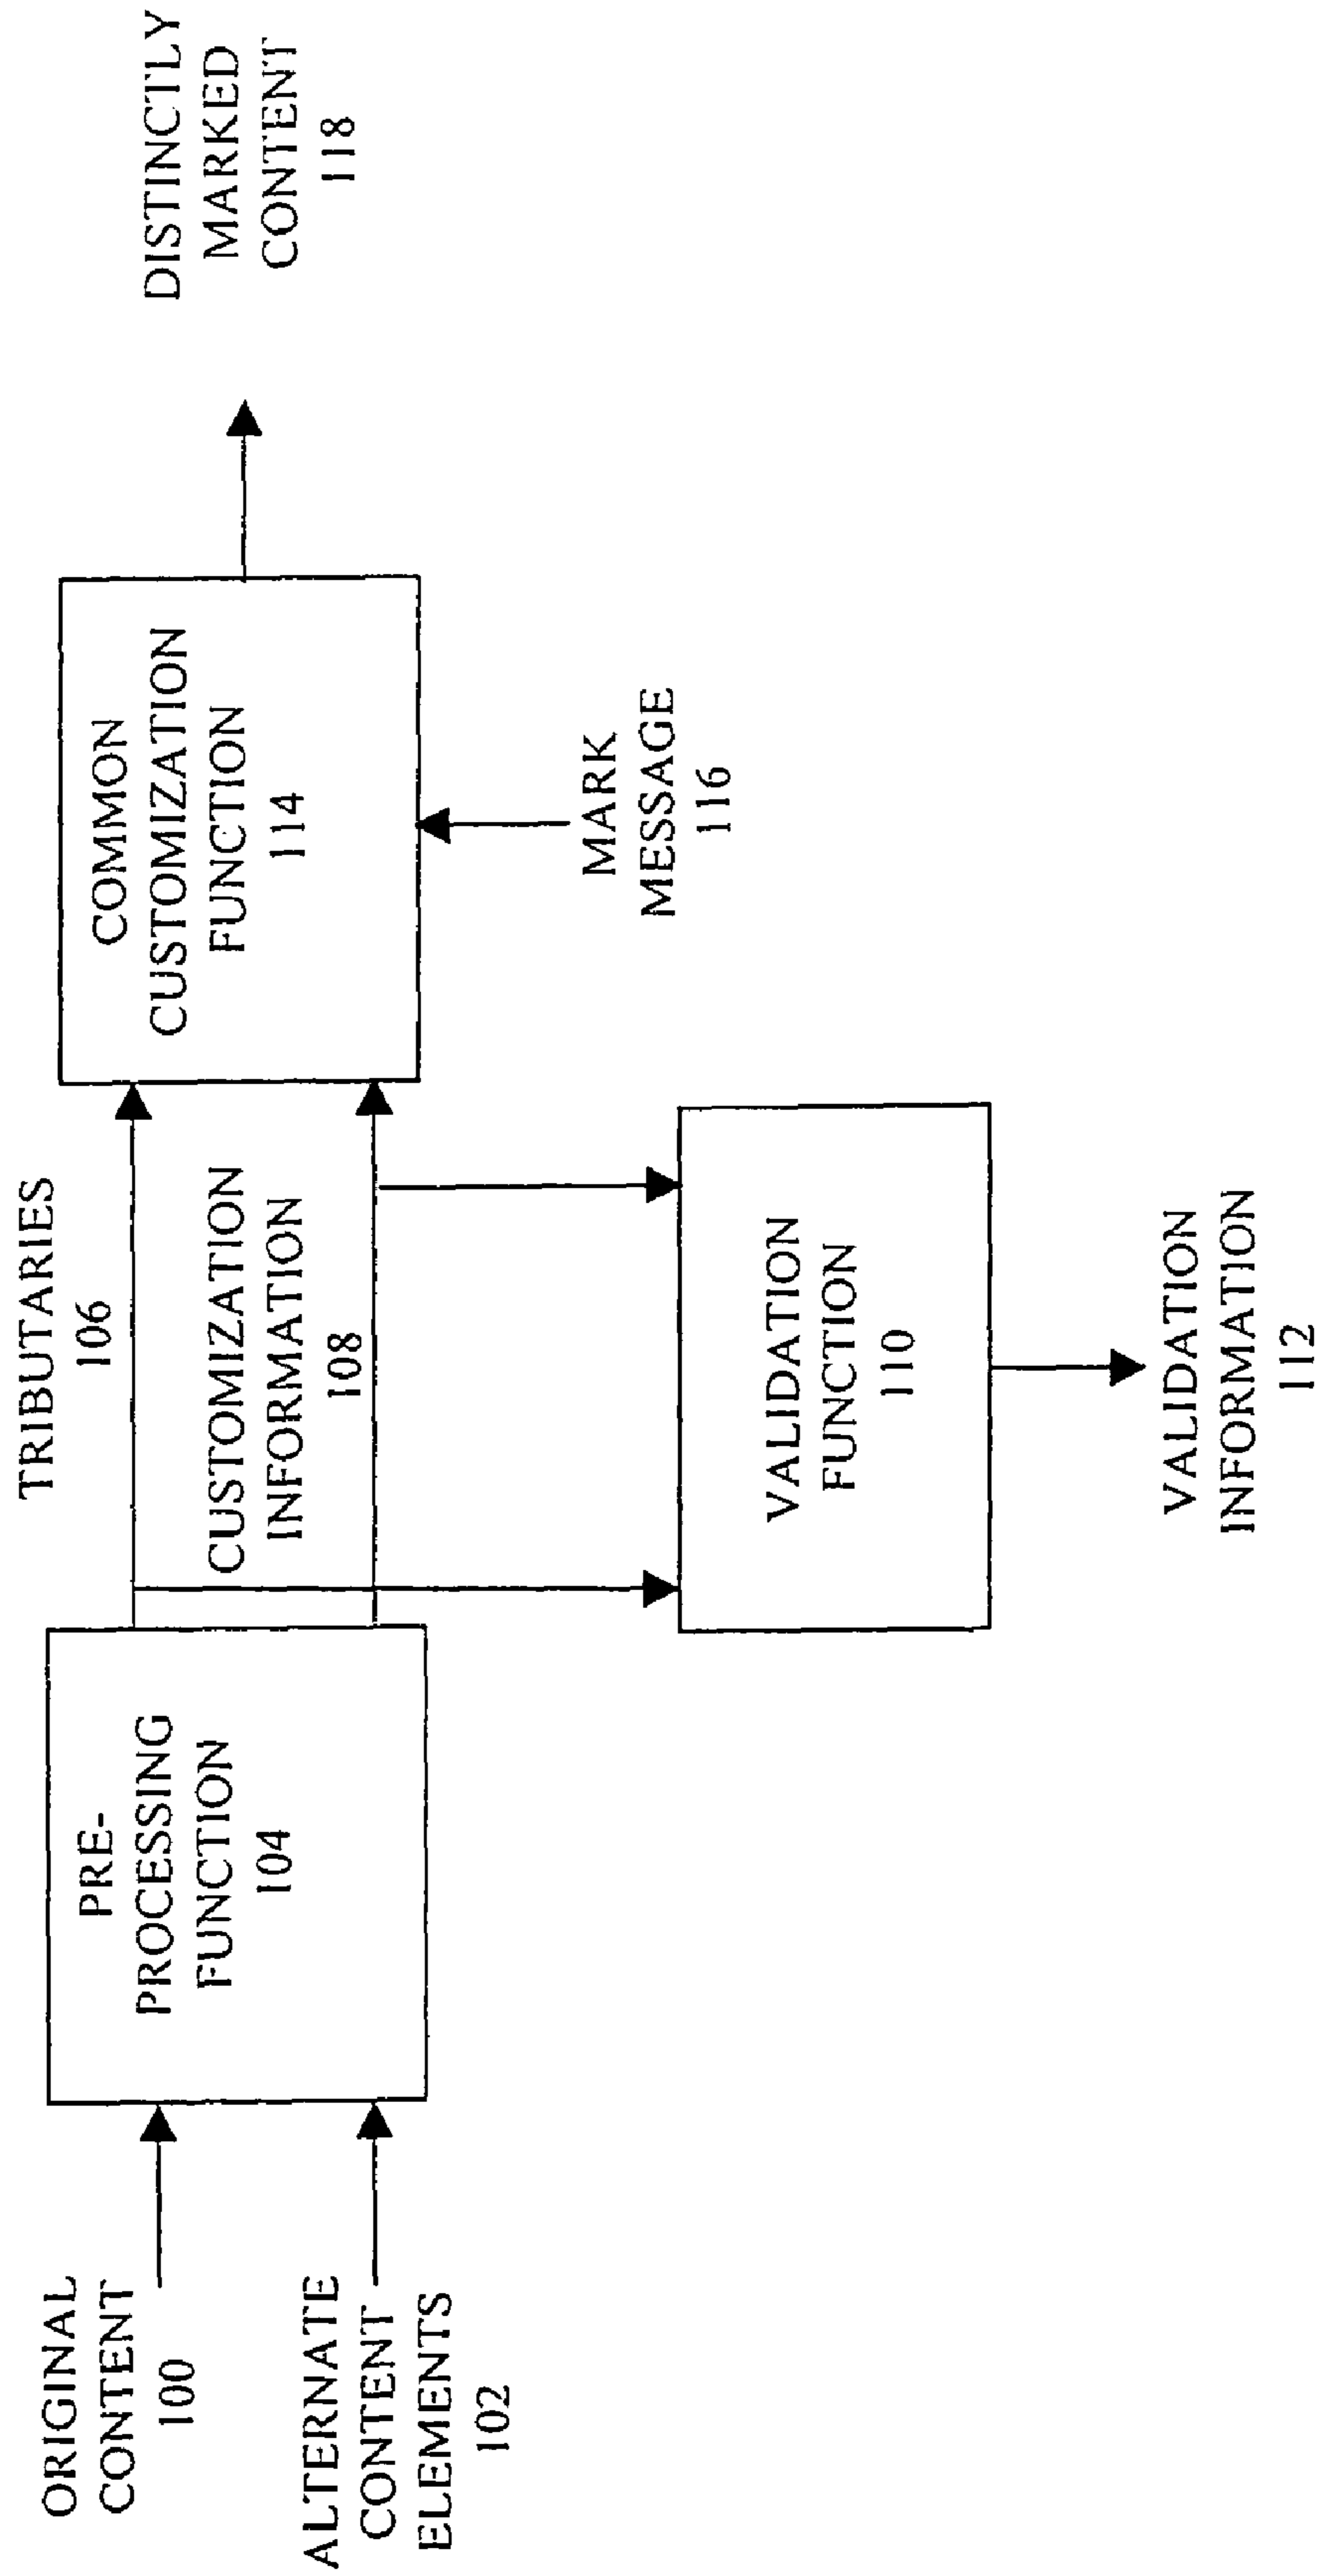 ORIGINAL
CONTENT
100
ALTERNATE
CONTENT
ELEMENTS
102
PRE-
PROCESSING
FUNCTION
104
TRIBUTARIES
106
CUSTOMIZATION
INFORMATION
108
VALIDATION
FUNCTION
110
VALIDATION
INFORMATION
112
COMMON
CUSTOMIZATION
FUNCTION
114
MARK
MESSAGE
116
DISTINCTLY
MARKED
CONTENT
118